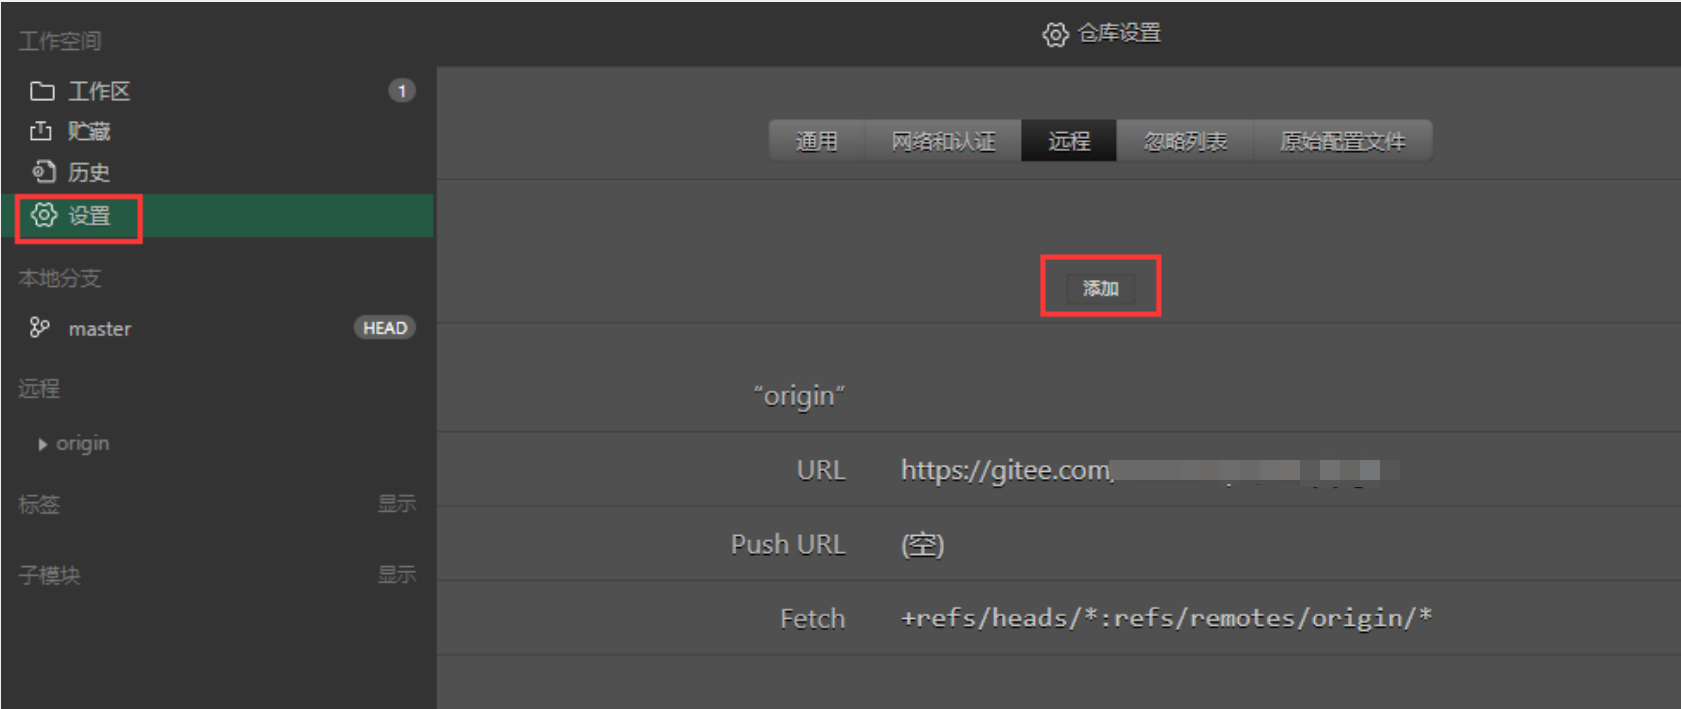 工作空间
工作区 1
贮藏
历史
设置
本地分支
master HEAD
远程
origin
标签 显示
子模块 显示
仓库设置
通用 网络和认证 远程 忽略列表 原始配置文件
添加
“origin”
URL https://gitee.com
Push URL (空)
Fetch +refs/heads/*:refs/remotes/origin/*